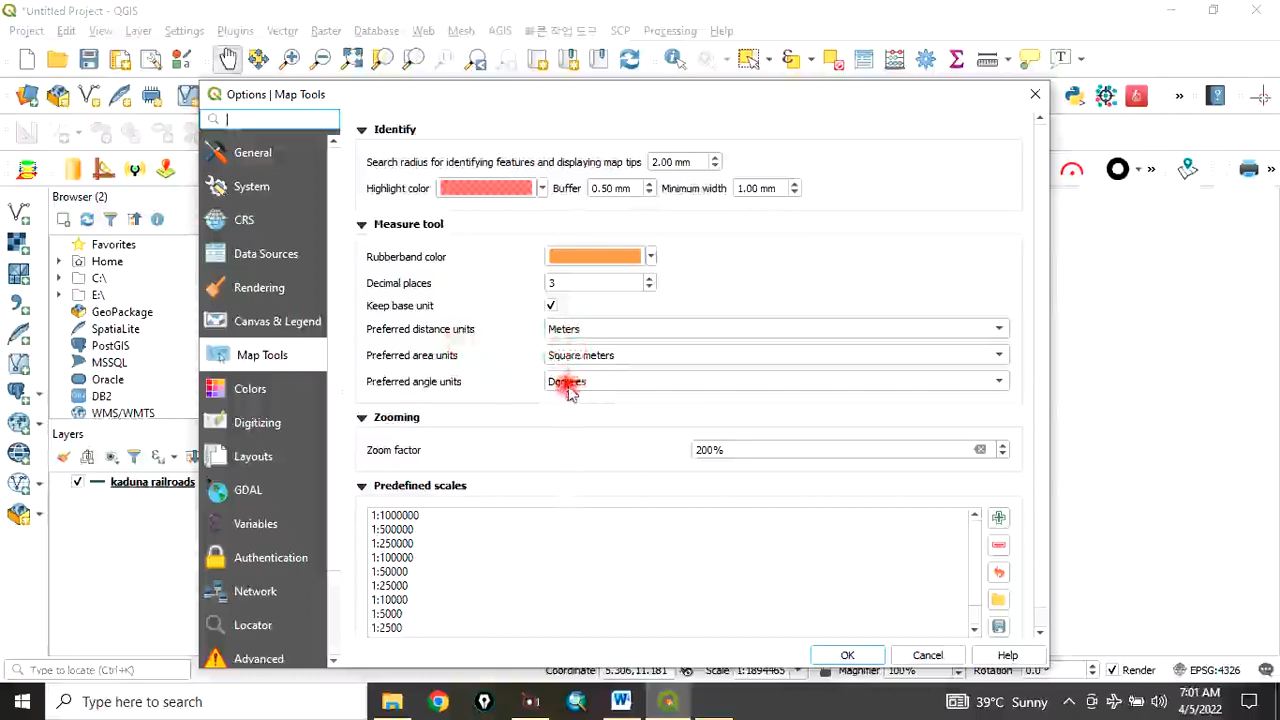 *Untitled Project - QGIS
Project Edit View Layer Settings Plugins Vector Raster Database Web Mesh AGIS 빠른 작업 도구 SCP Processing Help
Options | Map Tools
Browser (2)
Favorites
Home
C:\
E:\
GeoPackage
SpatiaLite
PostGIS
MSSQL
Oracle
DB2
WMS/WMTS
Layers
kaduna railroads
General
System
CRS
Data Sources
Rendering
Canvas & Legend
Map Tools
Colors
Digitizing
Layouts
GDAL
Variables
Authentication
Network
Locator
Advanced
Identify
Search radius for identifying features and displaying map tips 2.00 mm
Highlight color Buffer 0.50 mm Minimum width 1.00 mm
Measure tool
Rubberband color
Decimal places 3
Keep base unit
Preferred distance units Meters
Preferred area units Square meters
Preferred angle units Degrees
Zooming
Zoom factor 200%
Predefined scales
1:1000000
1:500000
1:250000
1:100000
1:50000
1:25000
1:10000
1:5000
1:2500
OK Cancel Help
Type to locate (Ctrl+K) Coordinate 5.306,11.181 Scale 1:1894465 100% Rotation 0.0° Render EPSG:4326
Type here to search 39°C Sunny 7:01 AM
4/5/2022